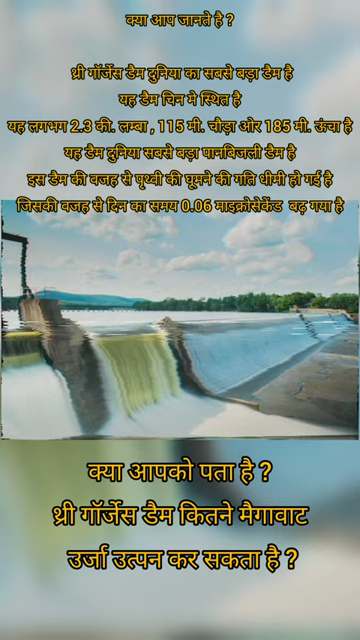 क्या आप जानते है ?
थ्री गॉर्जेस डैम दुनिया का सबसे बड़ा डैम है
यह डैम चिन मे स्थित है
यह लगभग 2.3 की. लम्बा , 115 मी. चौड़ा ओर 185 मी. ऊंचा है
यह डैम दुनिया सबसे बड़ा पानबिजली डैम है
इस डैम की वजह से पृथ्वी की घूमने की गति धीमी हो गई है
जिसकी वजह से दिन का समय 0.06 माइक्रोसेकेंड बढ़ गया है
क्या आपको पता है ?
थ्री गॉर्जेस डैम कितने मैगावाट
उर्जा उत्पन कर सकता है ?